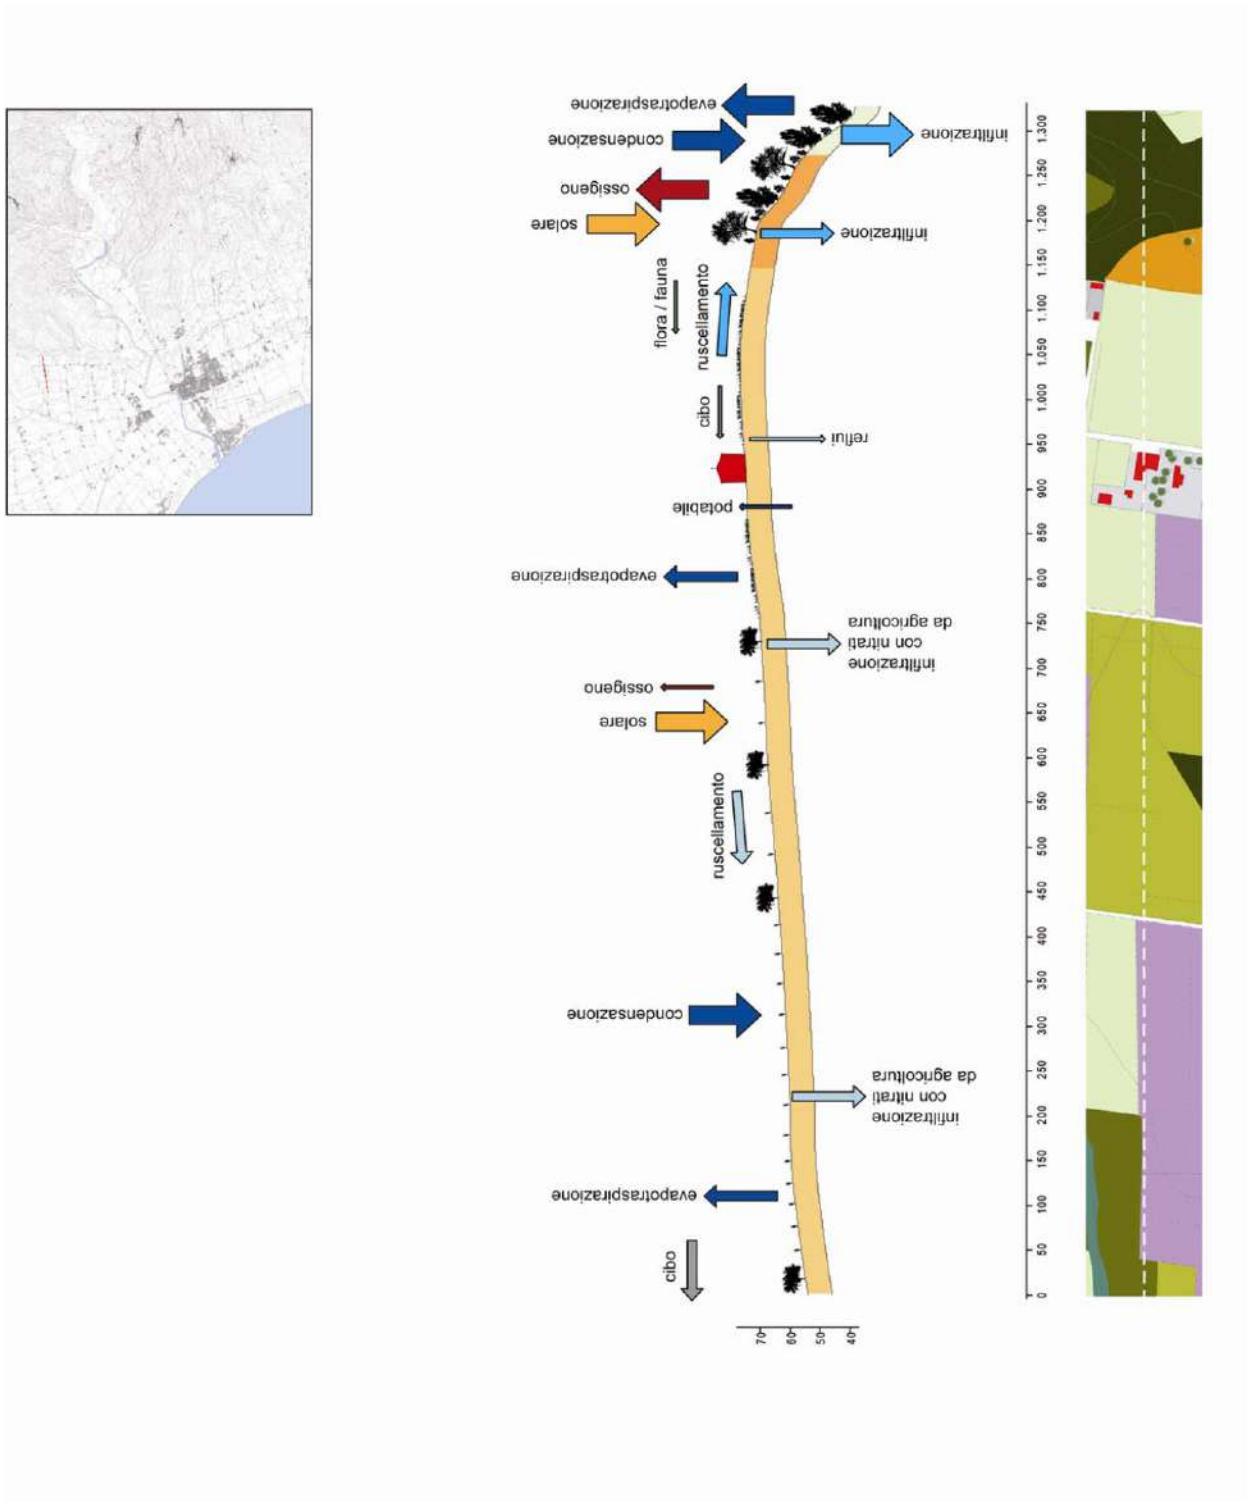 evapotraspirazione
condensazione
ossigeno
solare
infiltrazione
infiltrazione
flora / fauna
ruscellamento
cibo
reflui
potabile
evapotraspirazione
infiltrazione
con nitrati
da agricoltura
ossigeno
solare
ruscellamento
condensazione
infiltrazione
con nitrati
da agricoltura
evapotraspirazione
cibo
70
60
50
40
0
50
100
150
200
250
300
350
400
450
500
550
600
650
700
750
800
850
900
950
1.000
1.050
1.100
1.150
1.200
1.250
1.300